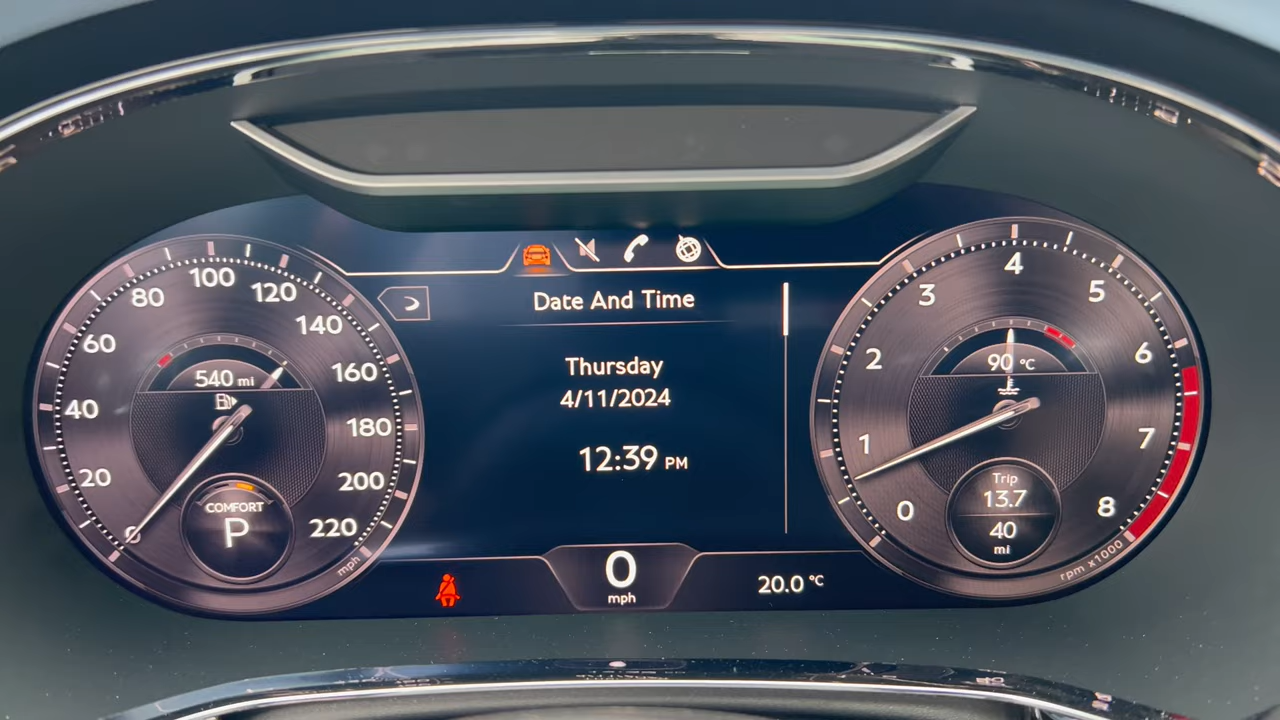 100
80
120
60
140
40
160
20
180
0
200
220
mph
540 mi
COMFORT
P
Date And Time
Thursday
4/11/2024
12:39 PM
0
mph
20.0 °C
4
3
5
2
6
1
7
0
8
rpm x1000
90 °C
Trip
13.7
40
mi